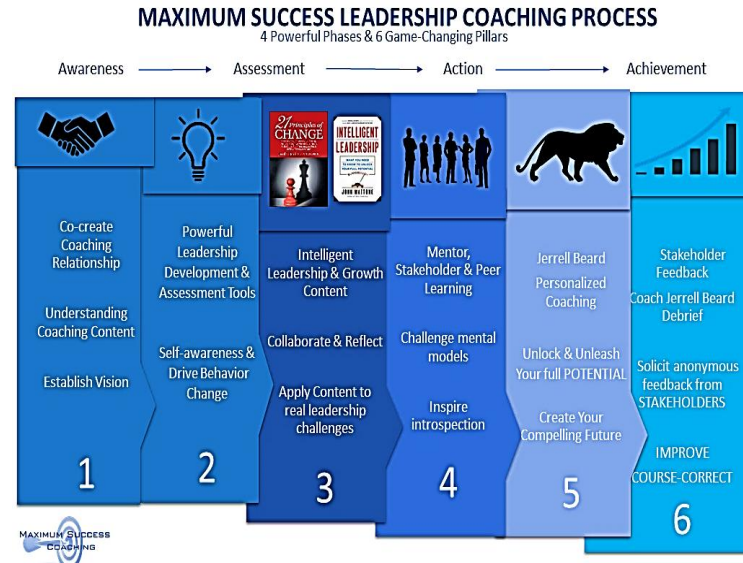 MAXIMUM SUCCESS LEADERSHIP COACHING PROCESS
4 Powerful Phases & 6 Game-Changing Pillars
Awareness
Assessment
Action
Achievement
Co-create
Coaching
Relationship
Understanding
Coaching Content
Establish Vision
1
Powerful
Leadership
Development &
Assessment Tools
Self-awareness &
Drive Behavior
Change
2
21 Principles of
CHANGE
INTELLIGENT
LEADERSHIP
JOHN MATTONE
Intelligent
Leadership & Growth
Content
Collaborate & Reflect
Apply Content to
real leadership
challenges
3
Mentor,
Stakeholder & Peer
Learning
Challenge mental
models
Inspire
introspection
4
Jerrell Beard
Personalized
Coaching
Unlock & Unleash
Your full POTENTIAL
Create Your
Compelling Future
5
Stakeholder
Feedback
Coach Jerrell Beard
Debrief
Solicit anonymous
feedback from
STAKEHOLDERS
IMPROVE
COURSE-CORRECT
6
MAXIMUM SUCCESS
COACHING